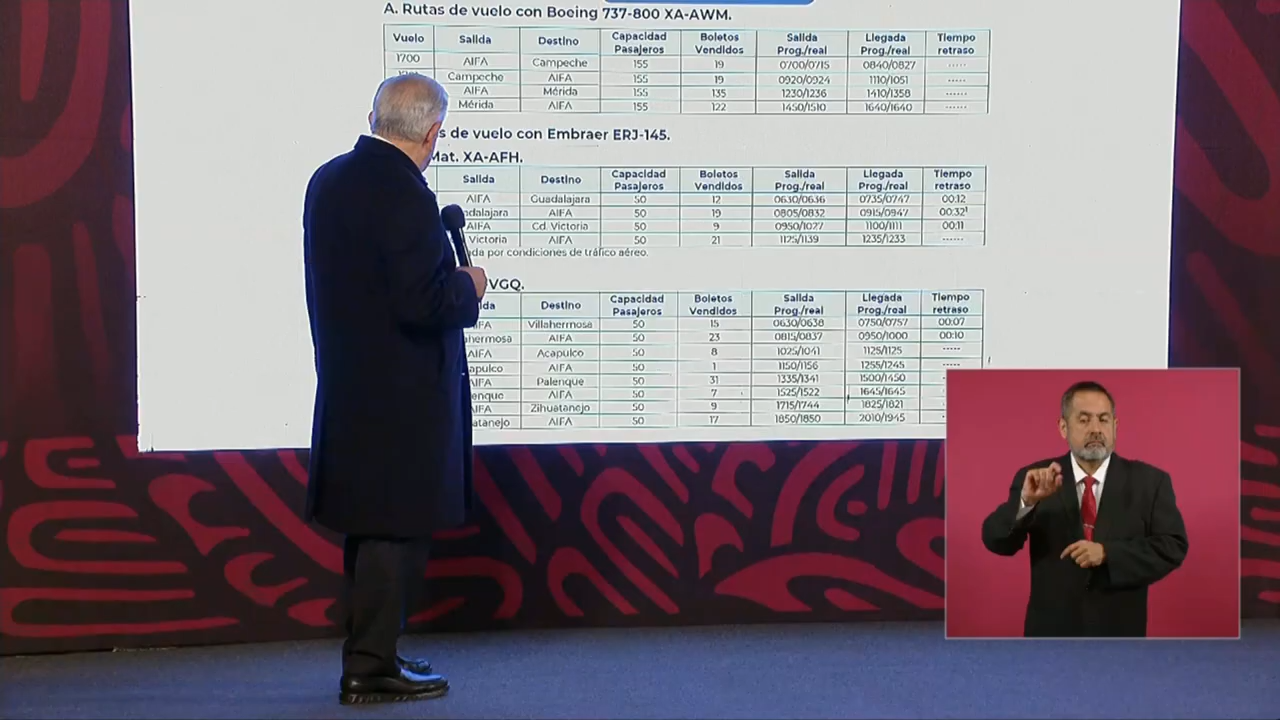 A. Rutas de vuelo con Boeing 737-800 XA-AWM.
Vuelo Salida Destino Capacidad Pasajeros Boletos Vendidos Salida Prog./real Llegada Prog./real Tiempo retraso
1700 AIFA Campeche 155 19 0700/0715 0840/0827 -----
Campeche AIFA 155 19 0920/0924 1110/1051 -----
AIFA Mérida 155 135 1230/1236 1410/1358 ------
Mérida AIFA 155 122 1450/1510 1640/1640 ------
s de vuelo con Embraer ERJ-145.
Mat. XA-AFH.
Salida Destino Capacidad Pasajeros Boletos Vendidos Salida Prog./real Llegada Prog./real Tiempo retraso
AIFA Guadalajara 50 12 0630/0636 0735/0747 00:12
dalajara AIFA 50 19 0805/0832 0915/0947 00:32¹
AIFA Cd. Victoria 50 9 0950/1027 1100/1111 00:11
Victoria AIFA 50 21 1125/1139 1235/1233 ------
da por condiciones de tráfico aéreo.
VGQ.
ida Destino Capacidad Pasajeros Boletos Vendidos Salida Prog./real Llegada Prog./real Tiempo retraso
AIFA Villahermosa 50 15 0630/0638 0750/0757 00:07
hermosa AIFA 50 23 0815/0837 0950/1000 00:10
AIFA Acapulco 50 8 1025/1041 1125/1125 -----
apulco AIFA 50 1 1150/1156 1255/1245 -----
AIFA Palenque 50 31 1335/1341 1500/1450
enque AIFA 50 7 1525/1522 1645/1645
AIFA Zihuatanejo 50 9 1715/1744 1825/1821
atanejo AIFA 50 17 1850/1850 2010/1945